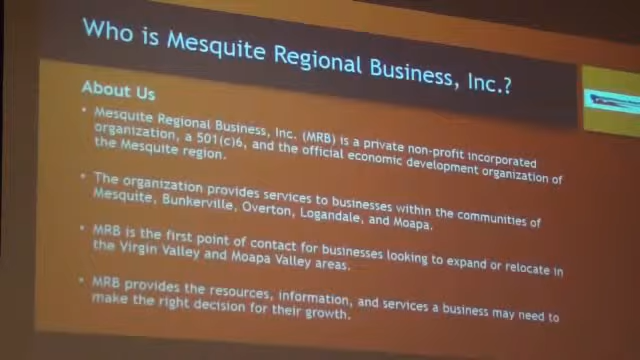 Who is Mesquite Regional Business, Inc.?
About Us
• Mesquite Regional Business, Inc. (MRB) is a private non-profit incorporated
organization, a 501(c)6, and the official economic development organization of
the Mesquite region.
• The organization provides services to businesses within the communities of
Mesquite, Bunkerville, Overton, Logandale, and Moapa.
• MRB is the first point of contact for businesses looking to expand or relocate in
the Virgin Valley and Moapa Valley areas.
• MRB provides the resources, information, and services a business may need to
make the right decision for their growth.